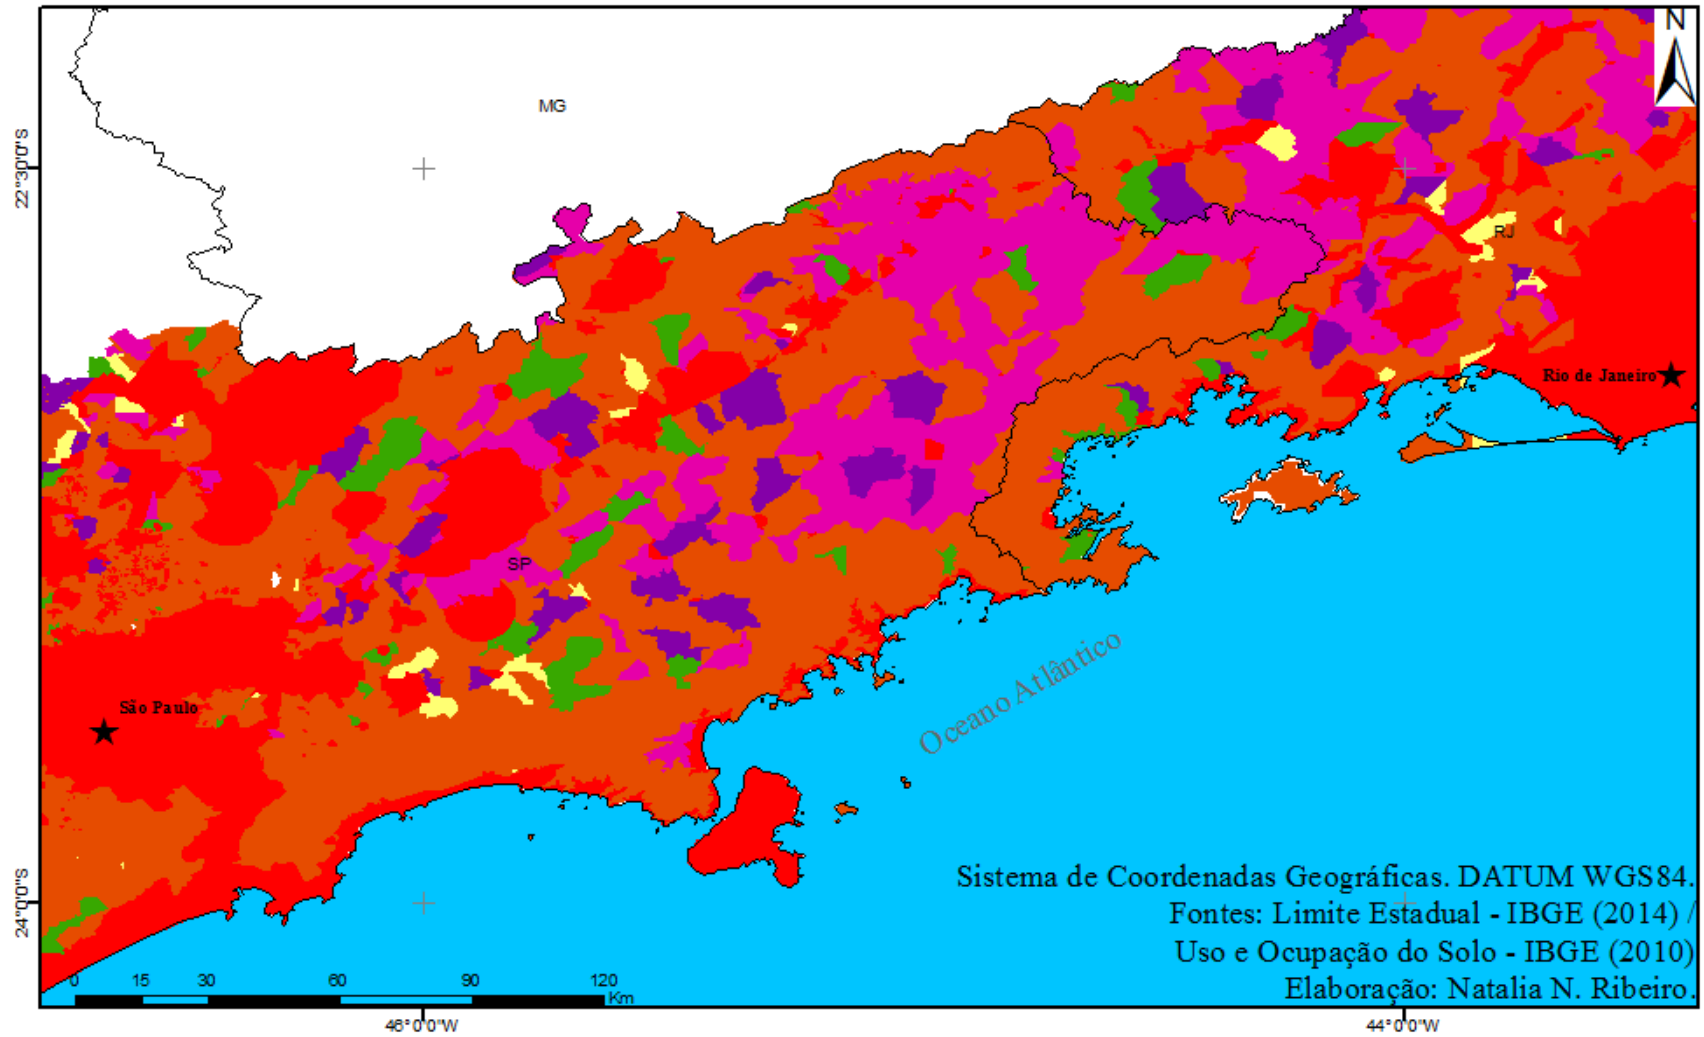 N
MG
22°30'0"S
RJ
Rio de Janeiro
SP
São Paulo
Oceano Atlântico
24°0'0"S
Sistema de Coordenadas Geográficas. DATUM WGS84.
Fontes: Limite Estadual - IBGE (2014) /
Uso e Ocupação do Solo - IBGE (2010)
Elaboração: Natalia N. Ribeiro.
0 15 30 60 90 120
Km
46°0'0"W 44°0'0"W